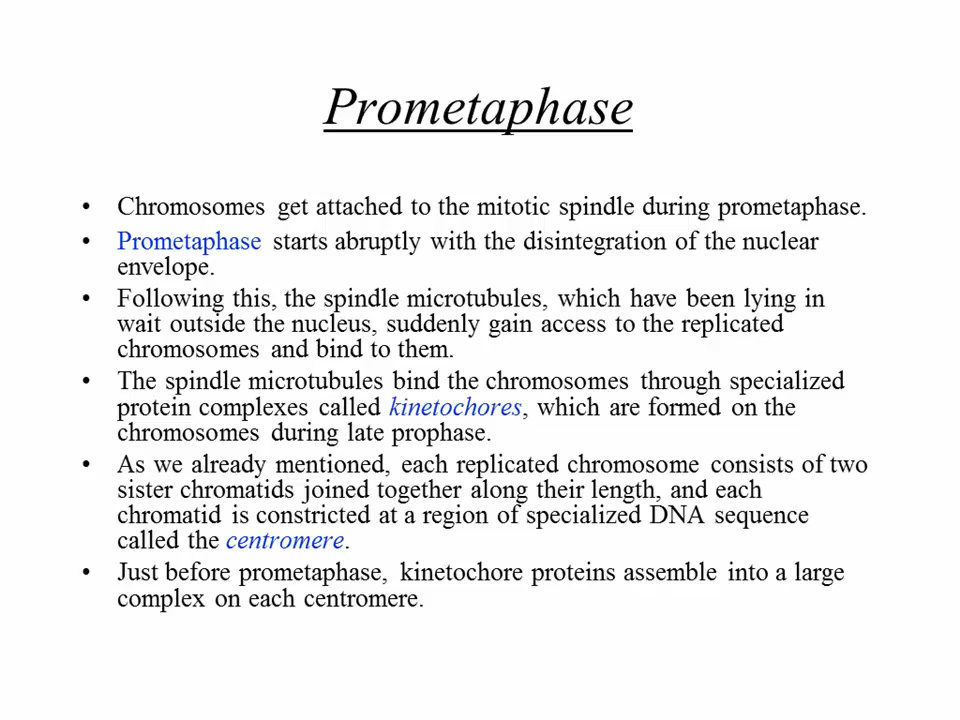 Prometaphase
• Chromosomes get attached to the mitotic spindle during prometaphase.
• Prometaphase starts abruptly with the disintegration of the nuclear
envelope.
• Following this, the spindle microtubules, which have been lying in
wait outside the nucleus, suddenly gain access to the replicated
chromosomes and bind to them.
• The spindle microtubules bind the chromosomes through specialized
protein complexes called kinetochores, which are formed on the
chromosomes during late prophase.
• As we already mentioned, each replicated chromosome consists of two
sister chromatids joined together along their length, and each
chromatid is constricted at a region of specialized DNA sequence
called the centromere.
• Just before prometaphase, kinetochore proteins assemble into a large
complex on each centromere.